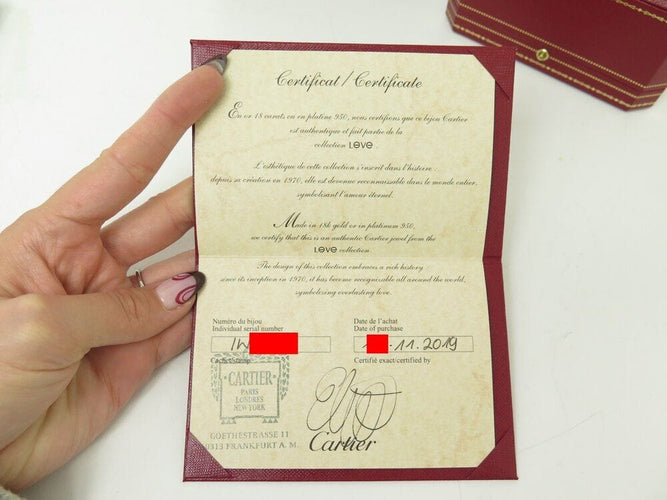 Certificat / Certificate
En or 18 carats ou en platine 950, nous certifions que ce bijou Cartier
est authentique et fait partie de la
collection LOVE
L'esthétique de cette collection s'inscrit dans l'histoire :
depuis sa création en 1970, elle est devenue reconnaissable dans le monde entier,
symbolisant l'amour éternel.
Made in 18k gold or in platinum 950,
we certify that this is an authentic Cartier jewel from the
LOVE collection
The design of this collection embraces a rich history
since its inception in 1970, it has become recognizable all around the world,
symbolizing everlasting love.
Numéro du bijou
Individual serial number
IW
Date de l'achat
Date of purchase
1 .11.2019
Cachet/stamp
CARTIER
PARIS
LONDRES
NEW YORK
GOETHESTRASSE 11
0313 FRANKFURT A. M.
Certifié exact/certified by
Cartier